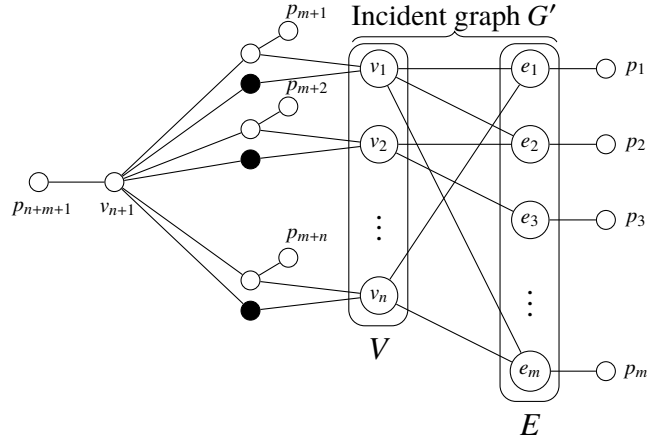 Incident graph G′
p_{m+1}
v_1
e_1
p_1
p_{m+2}
v_2
e_2
p_2
p_{n+m+1}
v_{n+1}
e_3
p_3
⋮
p_{m+n}
v_n
⋮
V
e_m
p_m
E